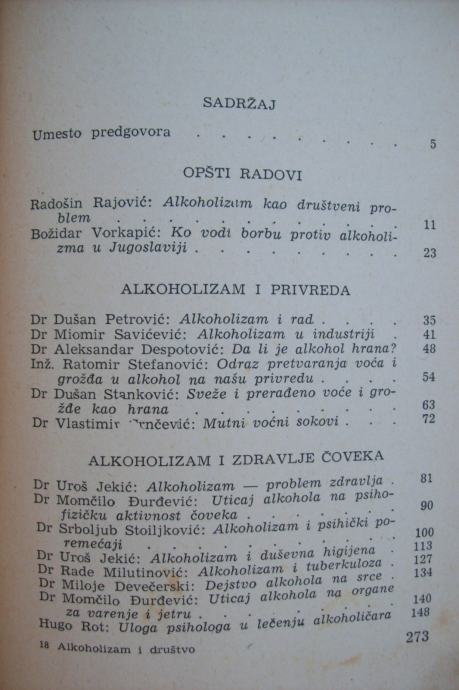 SADRŽAJ
Umesto predgovora . . . . . . . . 5
OPŠTI RADOVI
Radošin Rajović: Alkoholizum kao društveni pro-
blem . . . . . . . . . . . . 11
Božidar Vorkapić: Ko vodi borbu protiv alkoholi-
zma u Jugoslaviji . . . . . . . . 23
ALKOHOLIZAM I PRIVREDA
Dr Dušan Petrović: Alkoholizam i rad . . . . 35
Dr Miomir Savićević: Alkoholizam u industriji . 41
Dr Aleksandar Despotović: Da li je alkohol hrana? 48
Inž. Ratomir Stefanović: Odraz pretvaranja voća i
grožđa u alkohol na našu privredu . . . . 54
Dr Dušan Stanković: Sveže i prerađeno voće i gro-
žđe kao hrana . . . . . . . . 63
Dr Vlastimir Mutni voćni sokovi . . . 72
ALKOHOLIZAM I ZDRAVLJE ČOVEKA
Dr Uroš Jekić: Alkoholizam — problem zdravlja . 81
Dr Momčilo Đurđević: Uticaj alkohola na psiho-
fizičku aktivnost čoveka . . . . . . 90
Dr Srboljub Stoiljković: Alkoholizam i psihički po-
remećaji . . . . . . . . . . 100
Dr Uroš Jekić: Alkoholizam i duševna higijena 113
Dr Rade Milutinović: Alkoholizam i tuberkuloza . 127
Dr Miloje Devečerski: Dejstvo alkohola na srce . 134
Dr Momčilo Đurđević: Uticaj alkohola na organe
za varenje i jetru . . . . . . . . 140
Hugo Rot: Uloga psihologa u lečenju alkoholičara 148
273
18 Alkoholizam i društvo